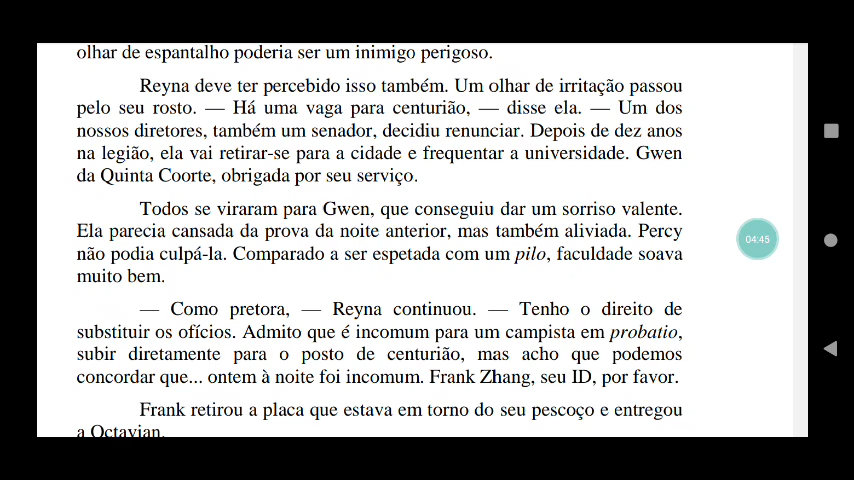 olhar de espantalho poderia ser um inimigo perigoso.
Reyna deve ter percebido isso também. Um olhar de irritação passou
pelo seu rosto. — Há uma vaga para centurião, — disse ela. — Um dos
nossos diretores, também um senador, decidiu renunciar. Depois de dez anos
na legião, ela vai retirar-se para a cidade e frequentar a universidade. Gwen
da Quinta Coorte, obrigada por seu serviço.
Todos se viraram para Gwen, que conseguiu dar um sorriso valente.
Ela parecia cansada da prova da noite anterior, mas também aliviada. Percy
não podia culpá-la. Comparado a ser espetada com um pilo, faculdade soava
muito bem.
— Como pretora, — Reyna continuou. — Tenho o direito de
substituir os ofícios. Admito que é incomum para um campista em probatio,
subir diretamente para o posto de centurião, mas acho que podemos
concordar que... ontem à noite foi incomum. Frank Zhang, seu ID, por favor.
Frank retirou a placa que estava em torno do seu pescoço e entregou
a Octavian.
04:45